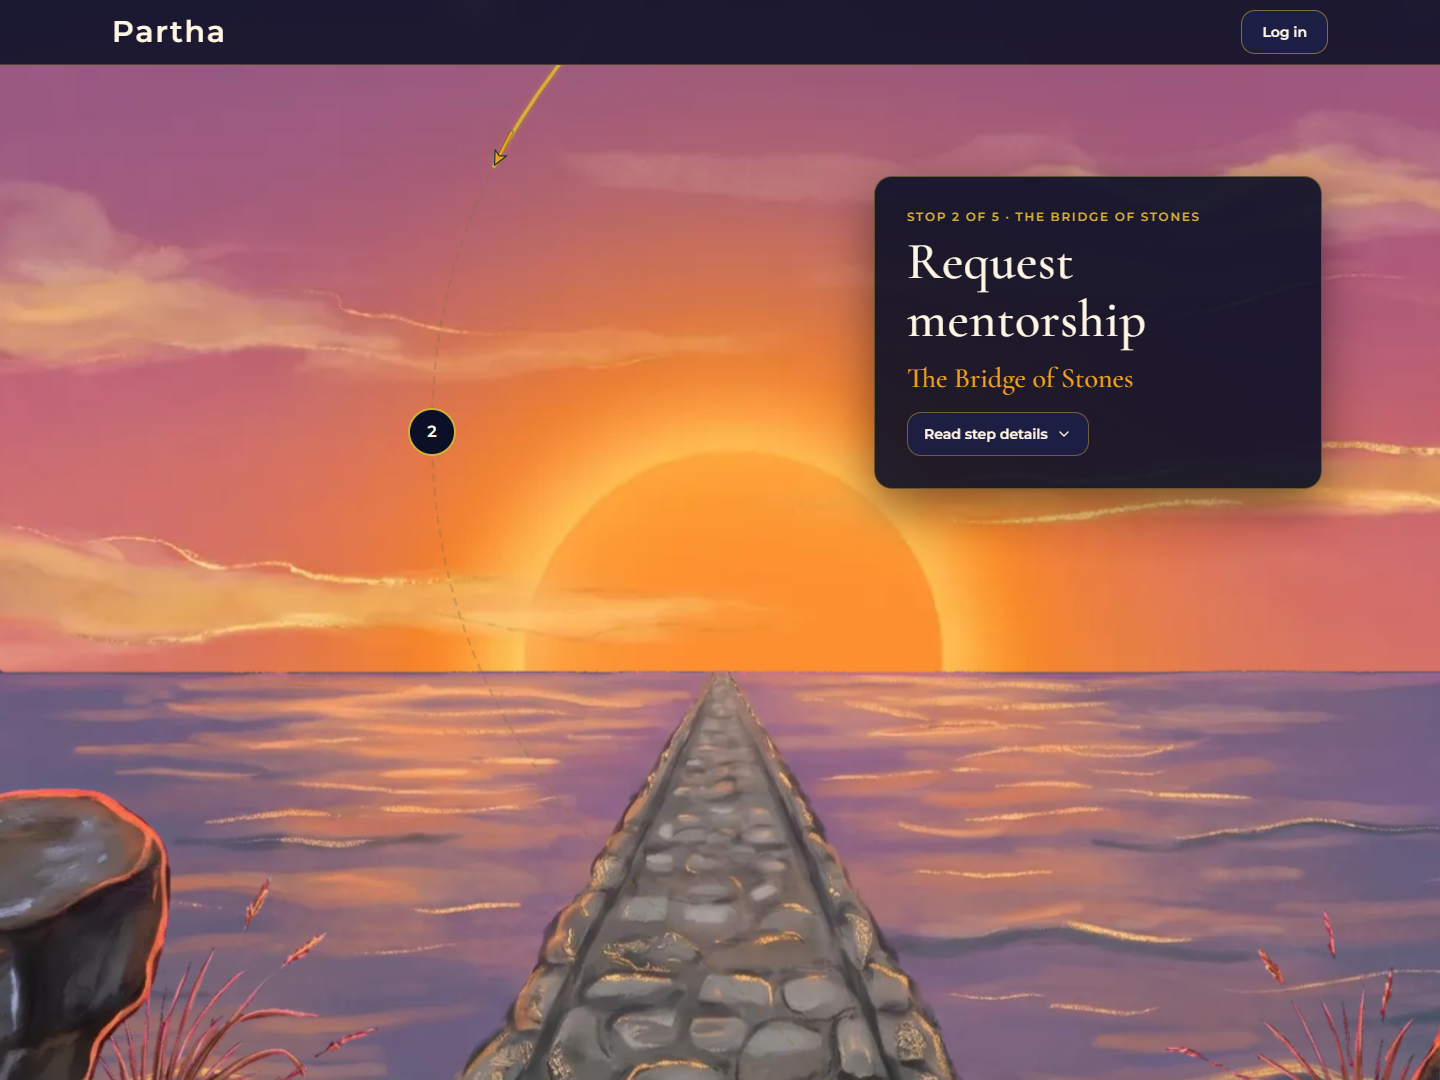 Partha
Log in
STOP 2 OF 5 · THE BRIDGE OF STONES
Request
mentorship
The Bridge of Stones
Read step details
2